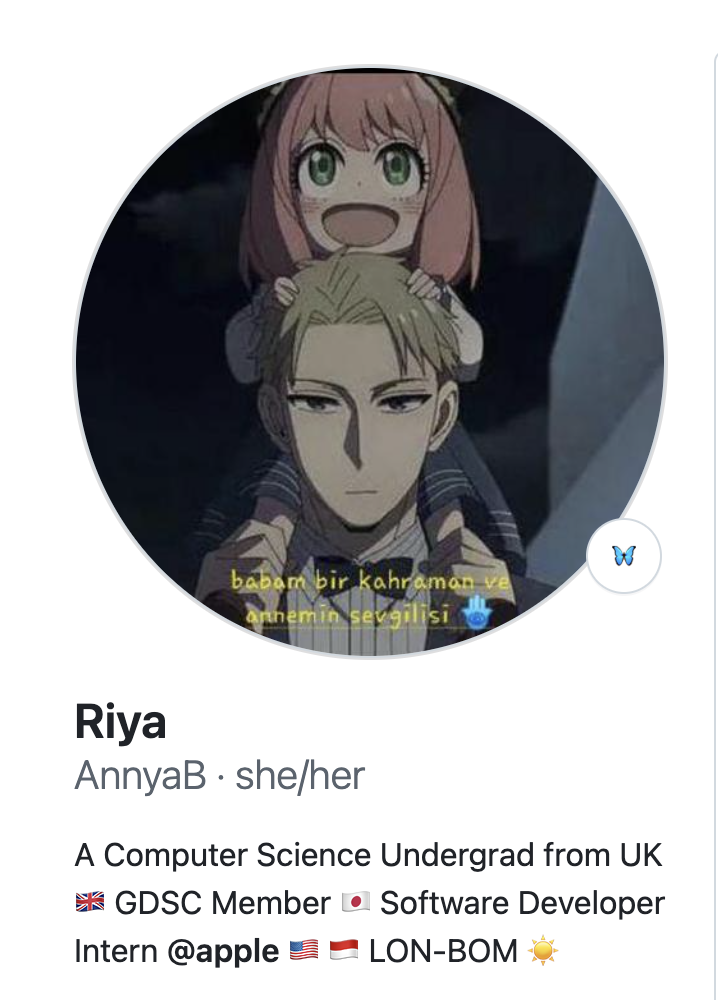 babam bir kahraman ve
annemin sevgilisi 🪬
Riya
AnnyaB · she/her
A Computer Science Undergrad from UK
🇬🇧 GDSC Member 🇯🇵 Software Developer
Intern @apple 🇺🇸 🇮🇩 LON-BOM ☀️